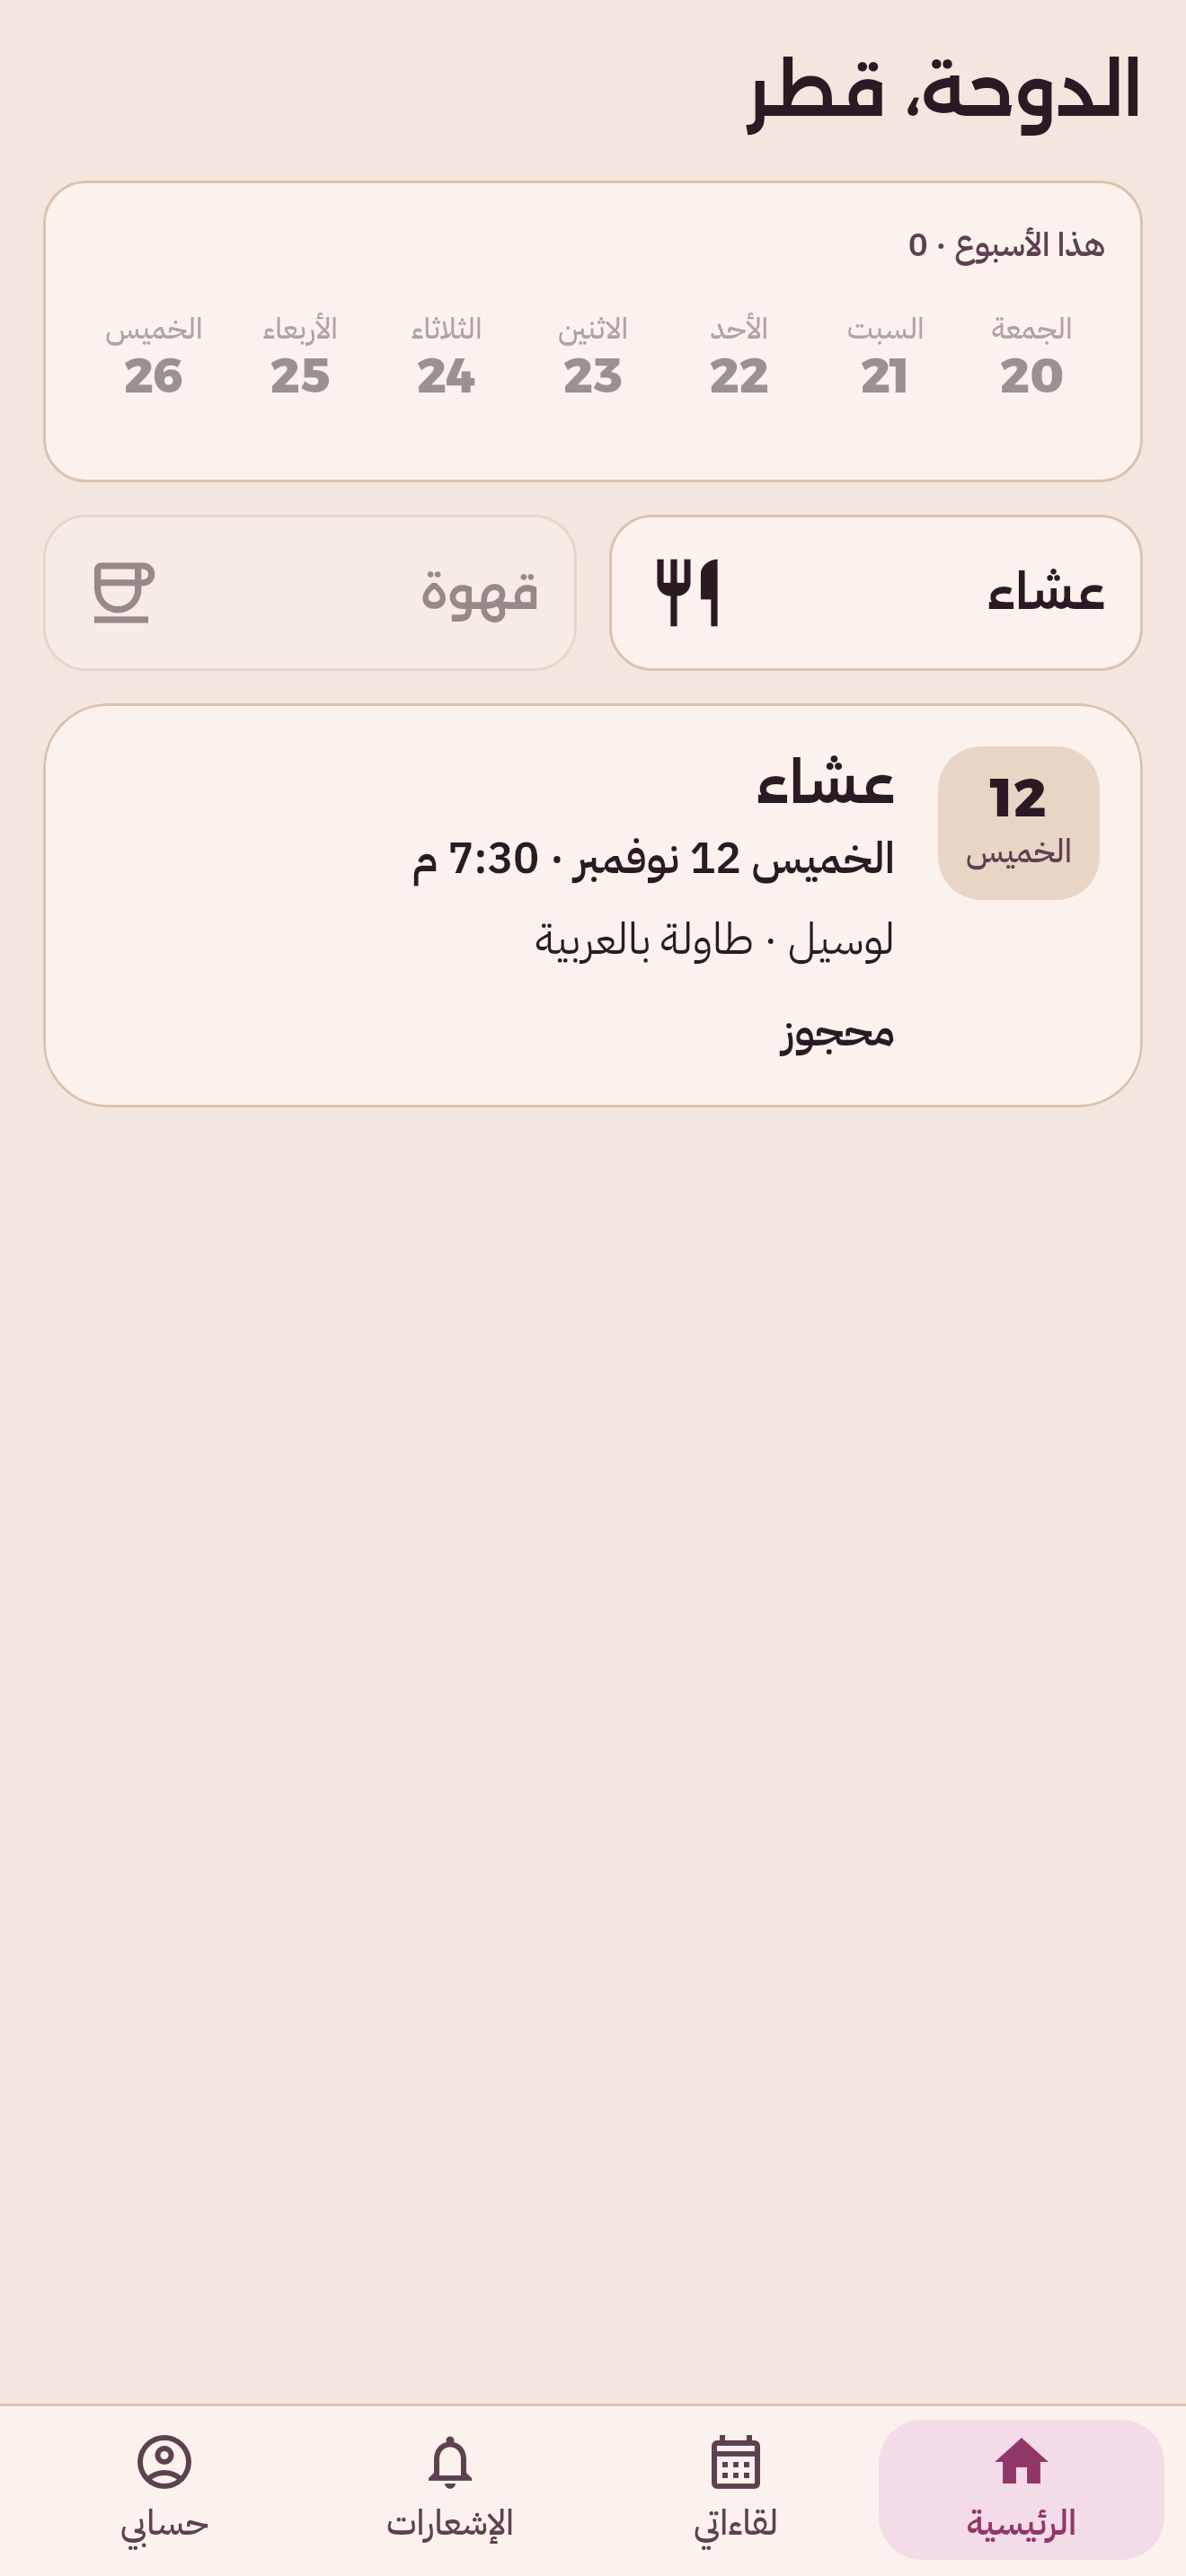 الدوحة، قطر
هذا الأسبوع · 0
الجمعة السبت الأحد الاثنين الثلاثاء الأربعاء الخميس
20 21 22 23 24 25 26
عشاء
قهوة
12
الخميس
عشاء
الخميس 12 نوفمبر · 7:30 م
لوسيل · طاولة بالعربية
محجوز
الرئيسية لقاءاتي الإشعارات حسابي